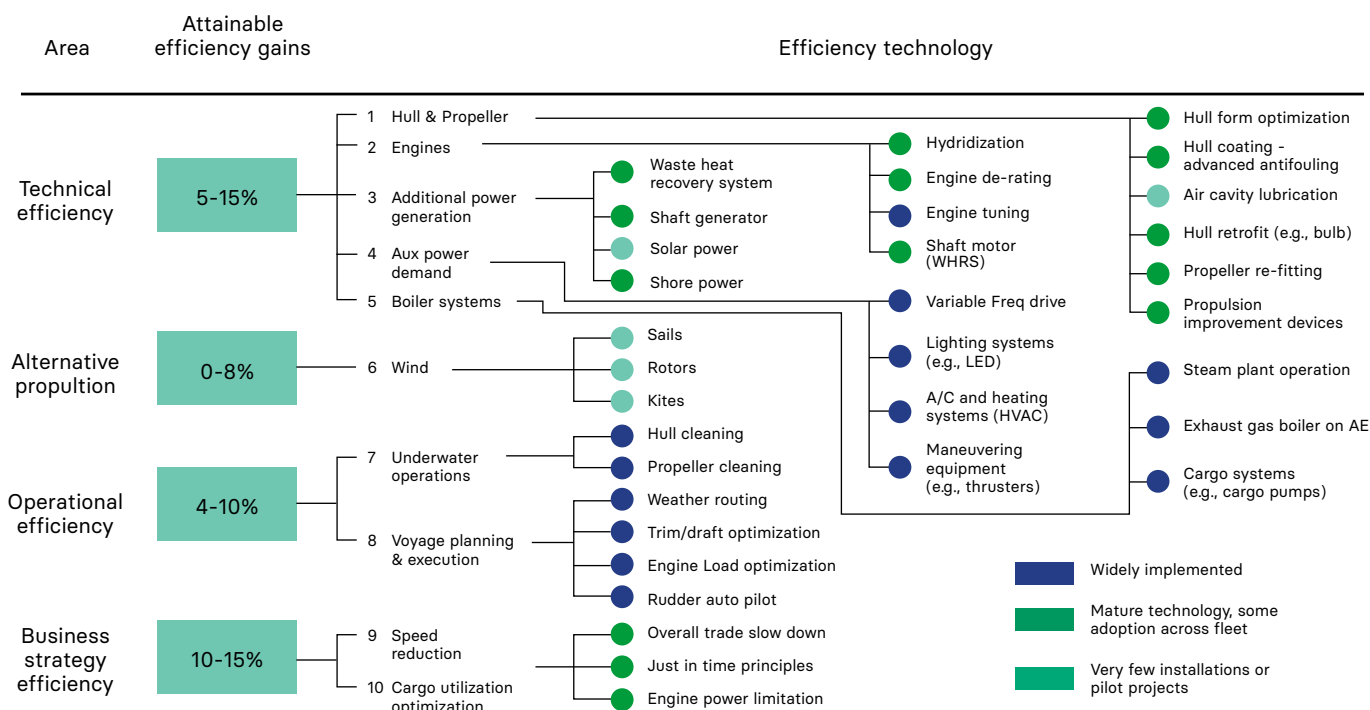 Area
Attainable
efficiency gains
Efficiency technology
Technical
efficiency
5-15%
1 Hull & Propeller
2 Engines
3 Additional power
generation
4 Aux power
demand
5 Boiler systems
Waste heat
recovery system
Shaft generator
Solar power
Shore power
Hydridization
Engine de-rating
Engine tuning
Shaft motor
(WHRS)
Variable Freq drive
Lighting systems
(e.g., LED)
A/C and heating
systems (HVAC)
Maneuvering
equipment
(e.g., thrusters)
Hull form optimization
Hull coating -
advanced antifouling
Air cavity lubrication
Hull retrofit (e.g., bulb)
Propeller re-fitting
Propulsion
improvement devices
Steam plant operation
Exhaust gas boiler on AE
Cargo systems
(e.g., cargo pumps)
Alternative
propultion
0-8%
6 Wind
Sails
Rotors
Kites
Operational
efficiency
4-10%
7 Underwater
operations
Hull cleaning
Propeller cleaning
8 Voyage planning
& execution
Weather routing
Trim/draft optimization
Engine Load optimization
Rudder auto pilot
Business
strategy
efficiency
10-15%
9 Speed
reduction
10 Cargo utilization
optimization
Overall trade slow down
Just in time principles
Engine power limitation
Widely implemented
Mature technology, some
adoption across fleet
Very few installations or
pilot projects